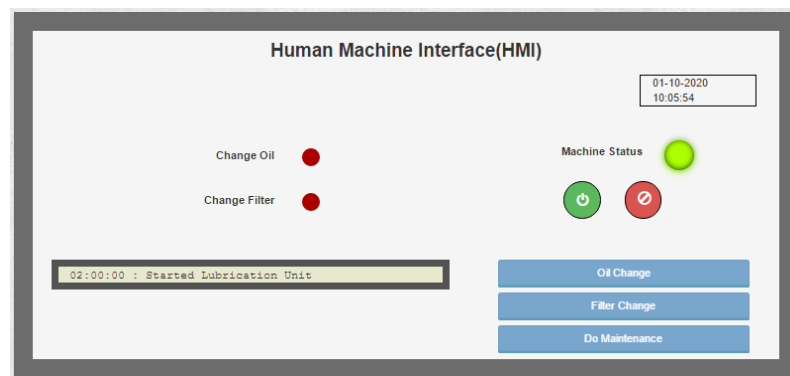 Human Machine Interface(HMI)
01-10-2020
10:05:54
Change Oil
Machine Status
Change Filter
02:00:00 : Started Lubrication Unit
Oil Change
Filter Change
Do Maintenance